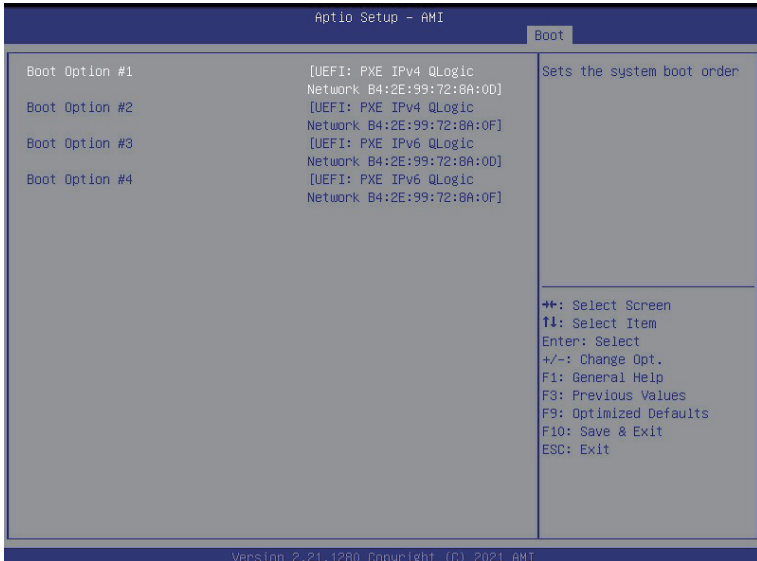 Aptio Setup – AMI
Boot
Boot Option #1 [UEFI: PXE IPv4 QLogic
Network B4:2E:99:72:8A:0D]
Boot Option #2 [UEFI: PXE IPv4 QLogic
Network B4:2E:99:72:8A:0F]
Boot Option #3 [UEFI: PXE IPv6 QLogic
Network B4:2E:99:72:8A:0D]
Boot Option #4 [UEFI: PXE IPv6 QLogic
Network B4:2E:99:72:8A:0F]
Sets the system boot order
→←: Select Screen
↑↓: Select Item
Enter: Select
+/-: Change Opt.
F1: General Help
F3: Previous Values
F9: Optimized Defaults
F10: Save & Exit
ESC: Exit
Version 2.21.1280 Copyright (C) 2021 AMI